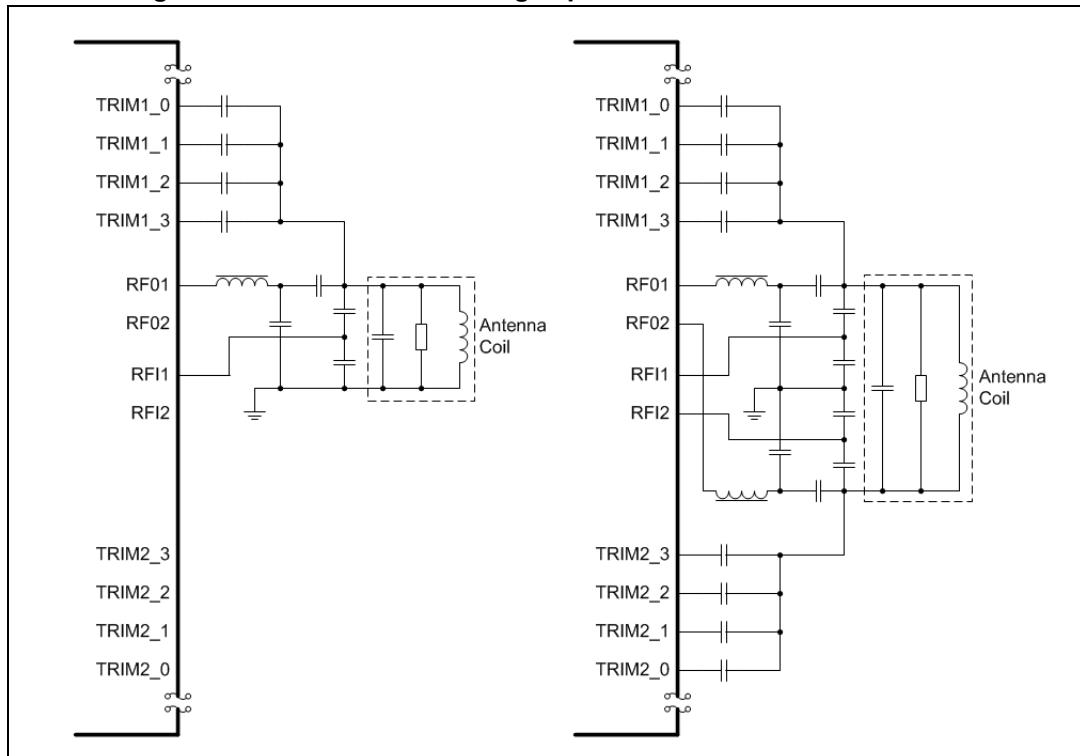 TRIM1_0
TRIM1_1
TRIM1_2
TRIM1_3
RF01
RF02
RFI1
RFI2
TRIM2_3
TRIM2_2
TRIM2_1
TRIM2_0
Antenna
Coil
TRIM1_0
TRIM1_1
TRIM1_2
TRIM1_3
RF01
RF02
RFI1
RFI2
TRIM2_3
TRIM2_2
TRIM2_1
TRIM2_0
Antenna
Coil